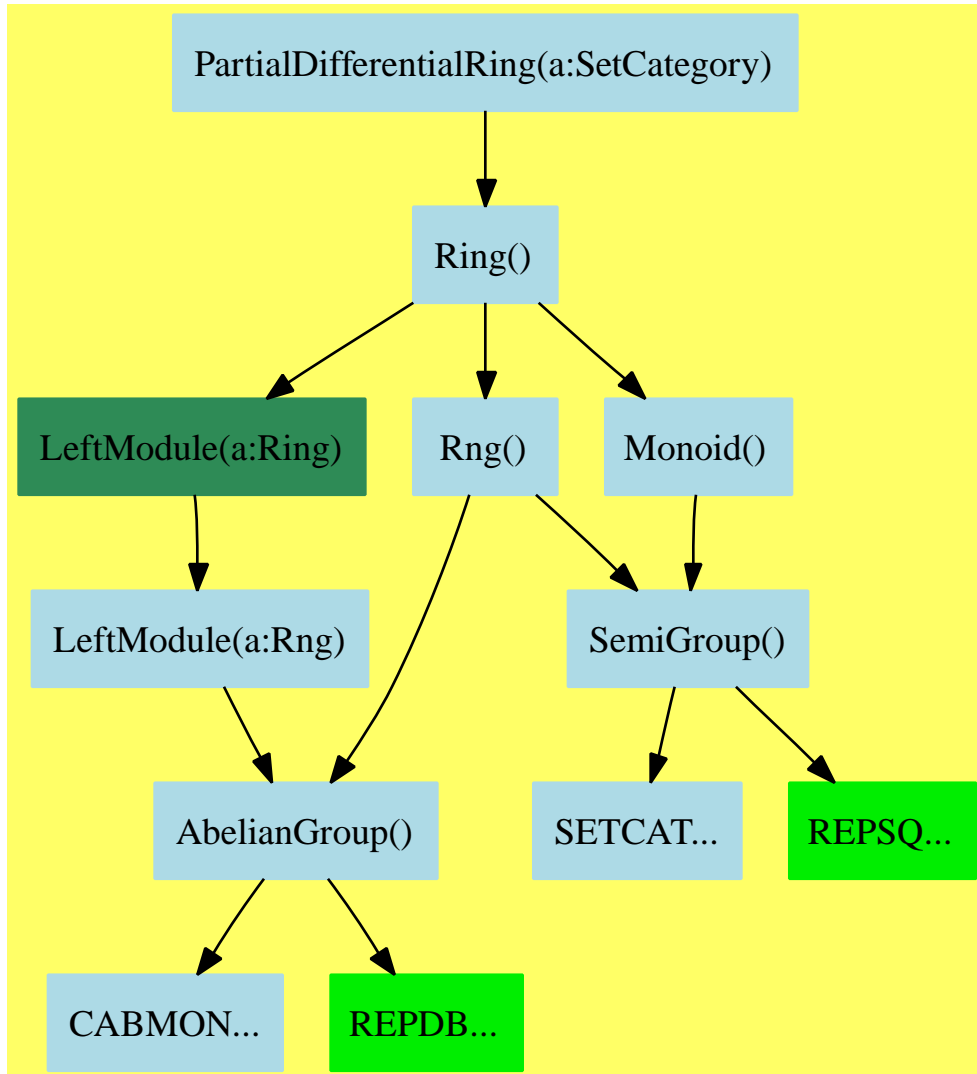 PartialDifferentialRing(a:SetCategory)
Ring()
LeftModule(a:Ring)
Rng()
Monoid()
LeftModule(a:Rng)
SemiGroup()
AbelianGroup()
SETCAT...
REPSQ...
CABMON...
REPDB...